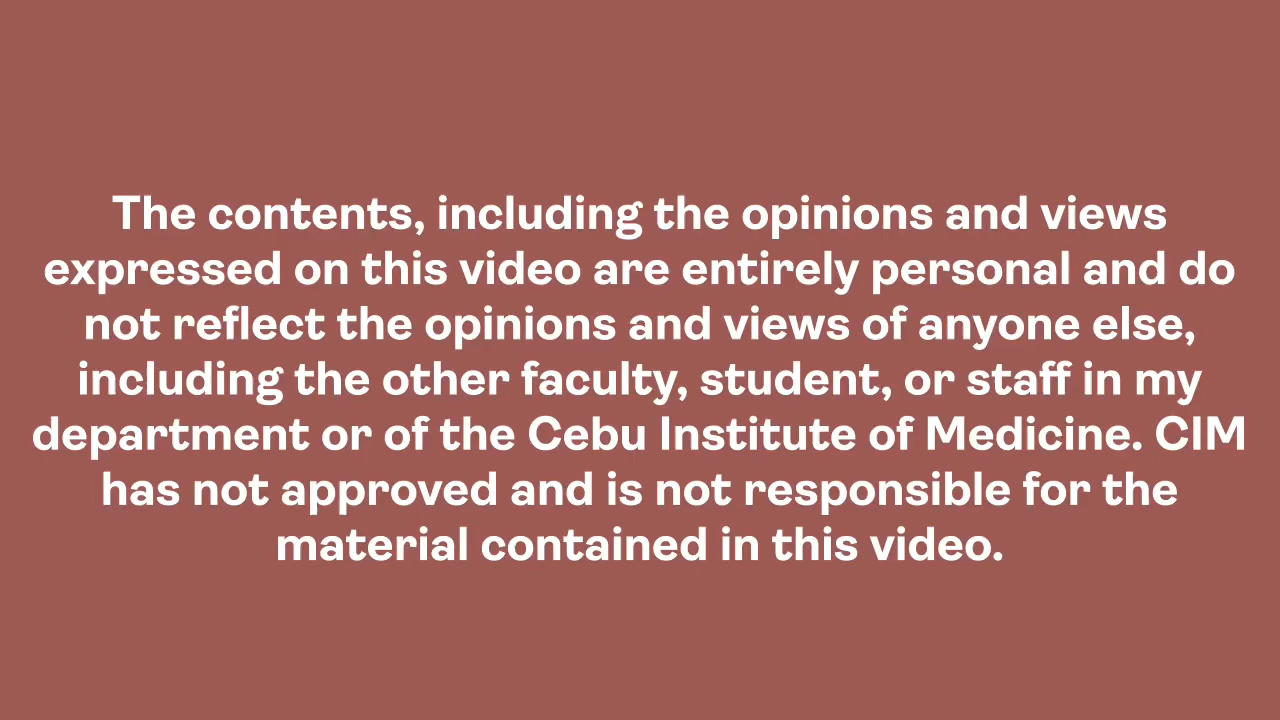 The contents, including the opinions and views
expressed on this video are entirely personal and do
not reflect the opinions and views of anyone else,
including the other faculty, student, or staff in my
department or of the Cebu Institute of Medicine. CIM
has not approved and is not responsible for the
material contained in this video.